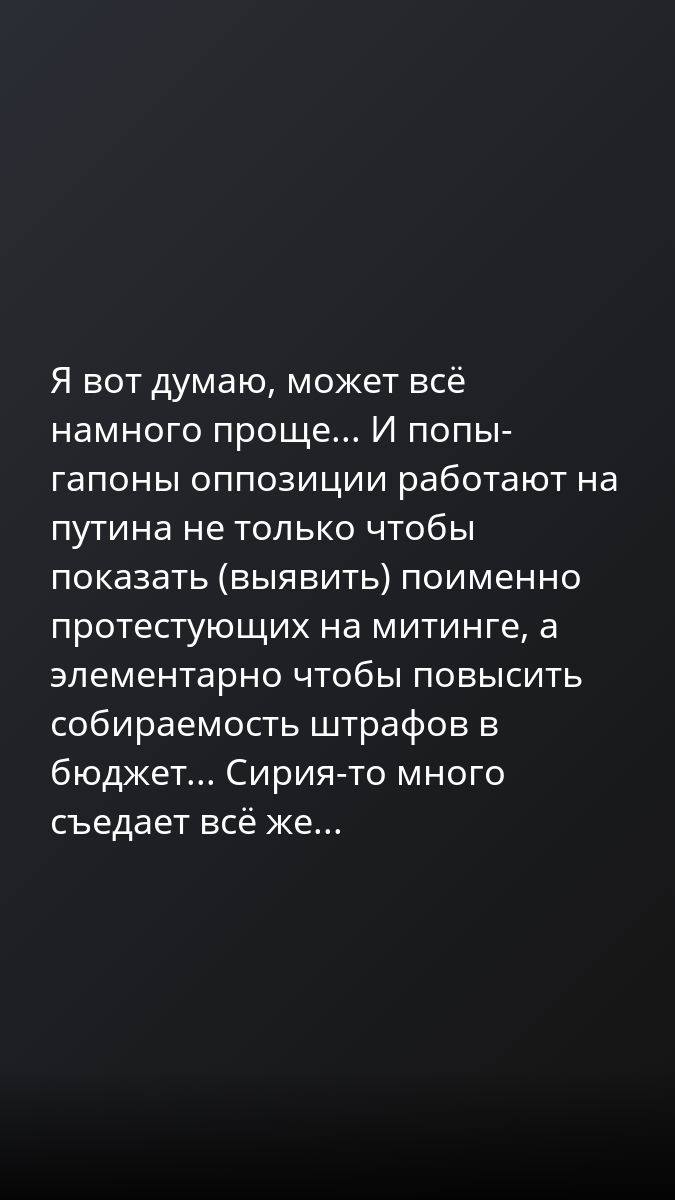 Я вот думаю, может всё
намного проще... И попы-
гапоны оппозиции работают на
путина не только чтобы
показать (выявить) поименно
протестующих на митинге, а
элементарно чтобы повысить
собираемость штрафов в
бюджет... Сирия-то много
съедает всё же...